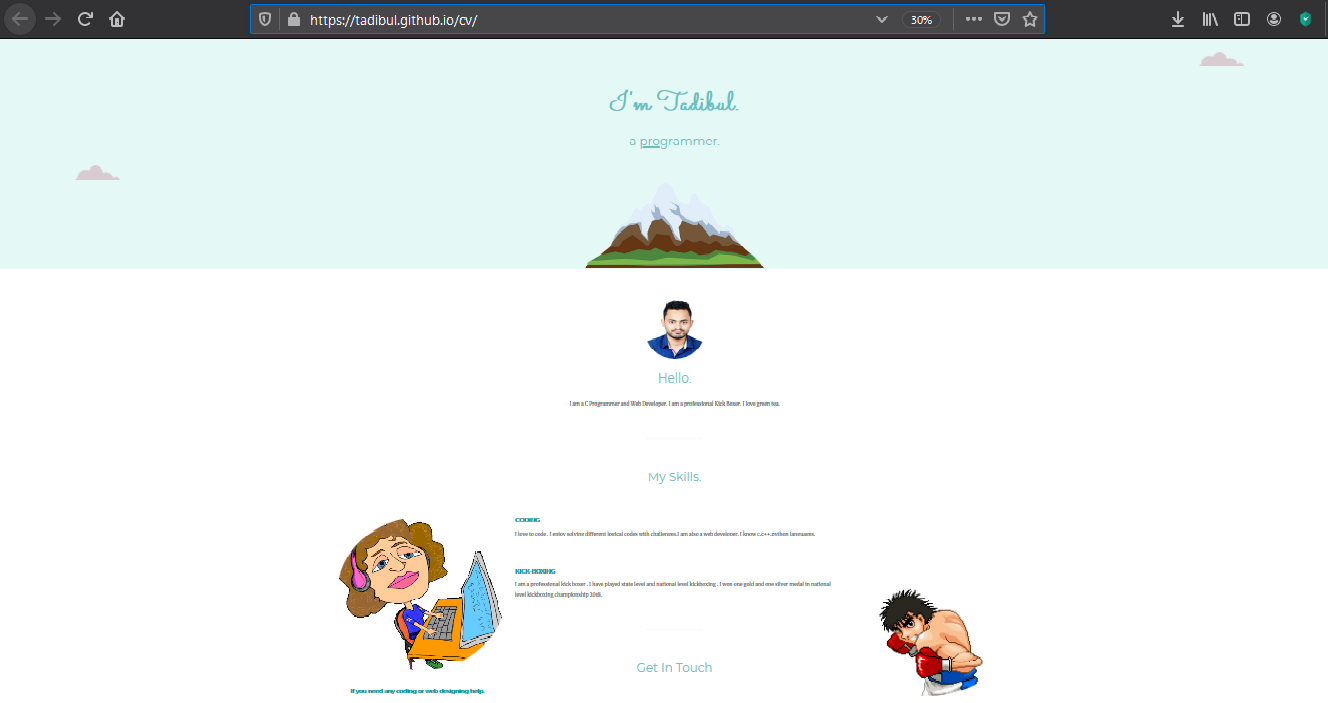 https://tadibul.github.io/cv/
30%
I'm Tadibul.
a programmer.
Hello.
I am a C Programmer and Web Developer. I am a professional Kick Boxer. I love green tea.
My Skills.
CODING
I love to code . I enjoy solving different logical codes with challenges.I am also a web developer. I know c,c++,python languages.
KICK-BOXING
I am a professional kick boxer . I have played state level and national level kickboxing . I won one gold and one silver medal in national
level kickboxing championship
Get In Touch
If you need any coding or web designing help.